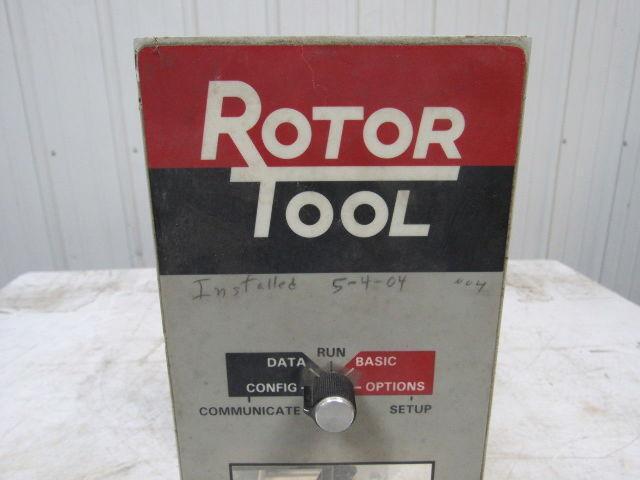 ROTOR
TOOL
Installed 5-4-04
RUN
DATA BASIC
CONFIG OPTIONS
COMMUNICATE SETUP